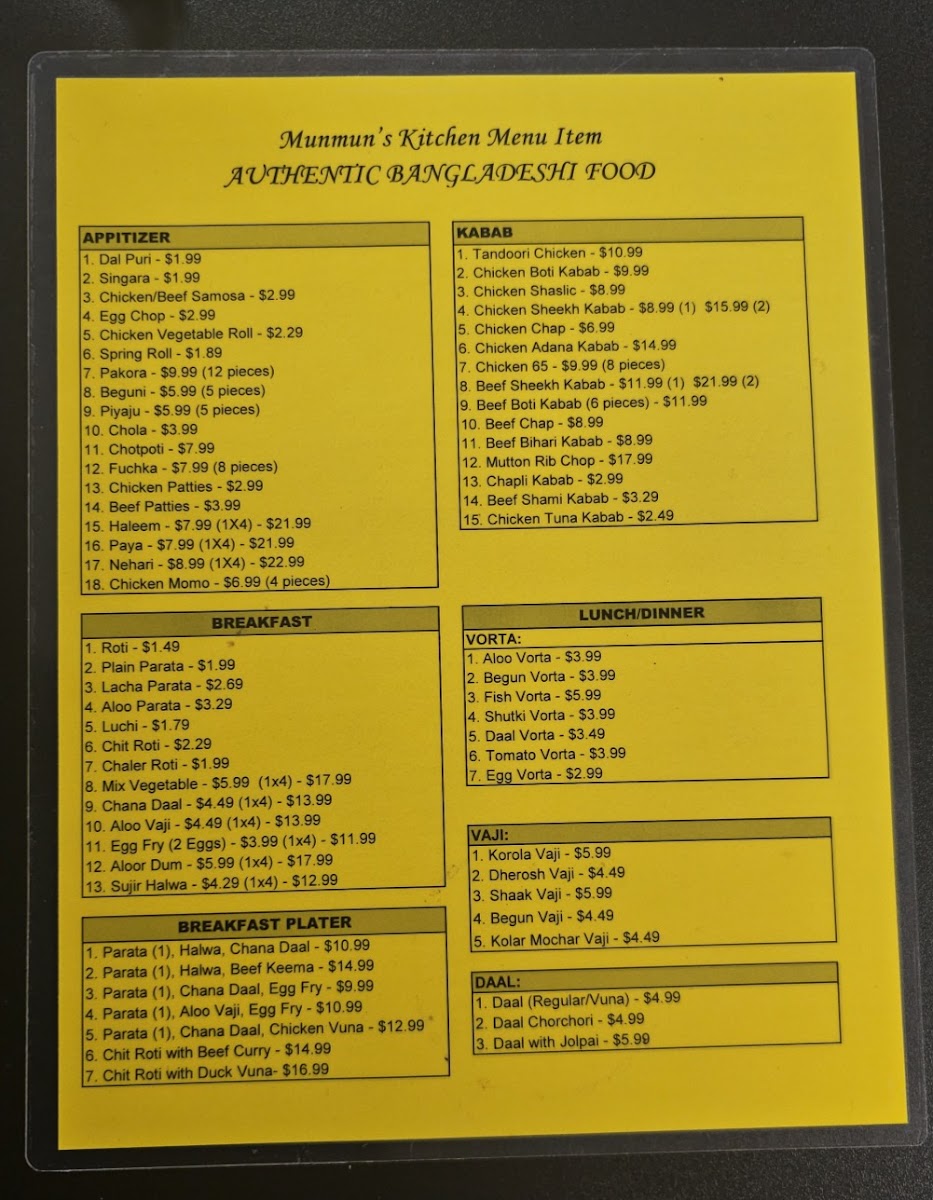 Munmun's Kitchen Menu Item
AUTHENTIC BANGLADESHI FOOD
APPITIZER
1. Dal Puri - $1.99
2. Singara - $1.99
3. Chicken/Beef Samosa - $2.99
4. Egg Chop - $2.99
5. Chicken Vegetable Roll - $2.29
6. Spring Roll - $1.89
7. Pakora - $9.99 (12 pieces)
8. Beguni - $5.99 (5 pieces)
9. Piyaju - $5.99 (5 pieces)
10. Chola - $3.99
11. Chotpoti - $7.99
12. Fuchka - $7.99 (8 pieces)
13. Chicken Patties - $2.99
14. Beef Patties - $3.99
15. Haleem - $7.99 (1X4) - $21.99
16. Paya - $7.99 (1X4) - $21.99
17. Nehari - $8.99 (1X4) - $22.99
18. Chicken Momo - $6.99 (4 pieces)
BREAKFAST
1. Roti - $1.49
2. Plain Parata - $1.99
3. Lacha Parata - $2.69
4. Aloo Parata - $3.29
5. Luchi - $1.79
6. Chit Roti - $2.29
7. Chaler Roti - $1.99
8. Mix Vegetable - $5.99 (1x4) - $17.99
9. Chana Daal - $4.49 (1x4) - $13.99
10. Aloo Vaji - $4.49 (1x4) - $13.99
11. Egg Fry (2 Eggs) - $3.99 (1x4) - $11.99
12. Aloor Dum - $5.99 (1x4) - $17.99
13. Sujir Halwa - $4.29 (1x4) - $12.99
BREAKFAST PLATER
1. Parata (1), Halwa, Chana Daal - $10.99
2. Parata (1), Halwa, Beef Keema - $14.99
3. Parata (1), Chana Daal, Egg Fry - $9.99
4. Parata (1), Aloo Vaji, Egg Fry - $10.99
5. Parata (1), Chana Daal, Chicken Vuna - $12.99
6. Chit Roti with Beef Curry - $14.99
7. Chit Roti with Duck Vuna- $16.99
KABAB
1. Tandoori Chicken - $10.99
2. Chicken Boti Kabab - $9.99
3. Chicken Shaslic - $8.99
4. Chicken Sheekh Kabab - $8.99 (1) $15.99 (2)
5. Chicken Chap - $6.99
6. Chicken Adana Kabab - $14.99
7. Chicken 65 - $9.99 (8 pieces)
8. Beef Sheekh Kabab - $11.99 (1) $21.99 (2)
9. Beef Boti Kabab (6 pieces) - $11.99
10. Beef Chap - $8.99
11. Beef Bihari Kabab - $8.99
12. Mutton Rib Chop - $17.99
13. Chapli Kabab - $2.99
14. Beef Shami Kabab - $3.29
15. Chicken Tuna Kabab - $2.49
LUNCH/DINNER
VORTA:
1. Aloo Vorta - $3.99
2. Begun Vorta - $3.99
3. Fish Vorta - $5.99
4. Shutki Vorta - $3.99
5. Daal Vorta - $3.49
6. Tomato Vorta - $3.99
7. Egg Vorta - $2.99
VAJI:
1. Korola Vaji - $5.99
2. Dherosh Vaji - $4.49
3. Shaak Vaji - $5.99
4. Begun Vaji - $4.49
5. Kolar Mochar Vaji - $4.49
DAAL:
1. Daal (Regular/Vuna) - $4.99
2. Daal Chorchori - $4.99
3. Daal with Jolpai - $5.99